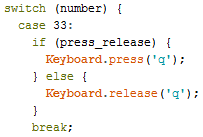 switch (number) {
case 33:
if (press_release) {
Keyboard.press('q');
} else {
Keyboard.release('q');
}
break;